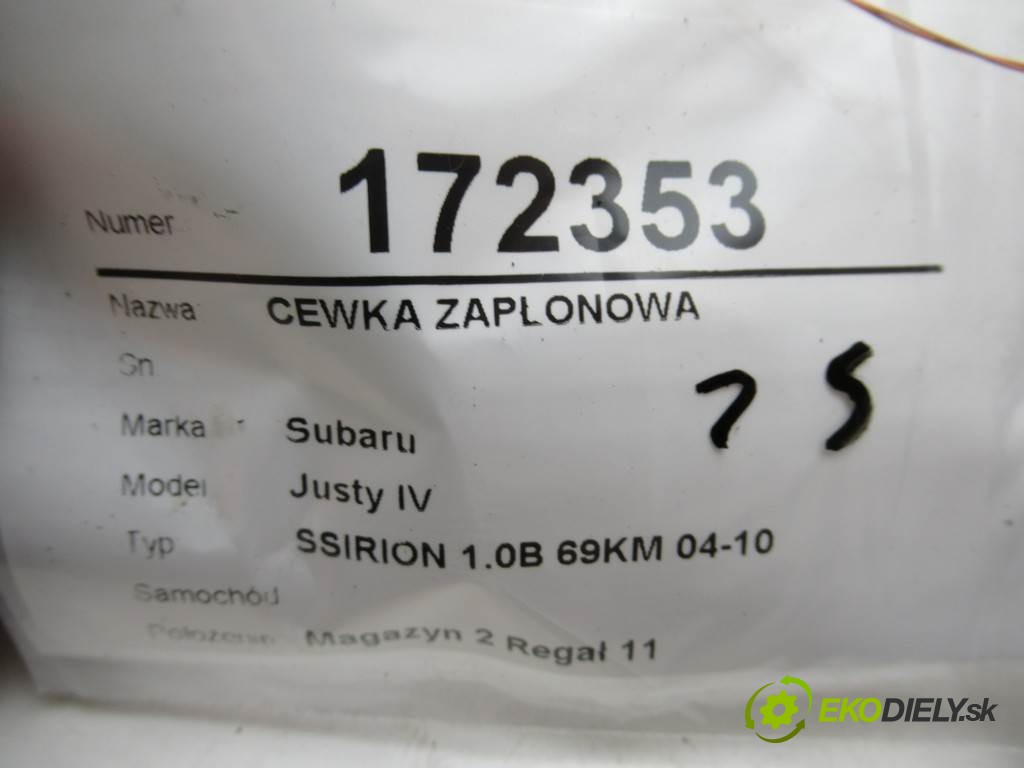 Numer 172353
Nazwa CEWKA ZAPŁONOWA
Sn
Marka Subaru
Model Justy IV
Typ SSIRION 1.0B 69KM 04-10
Samochód
Położenie Magazyn 2 Regał 11
EKODIELY.sk